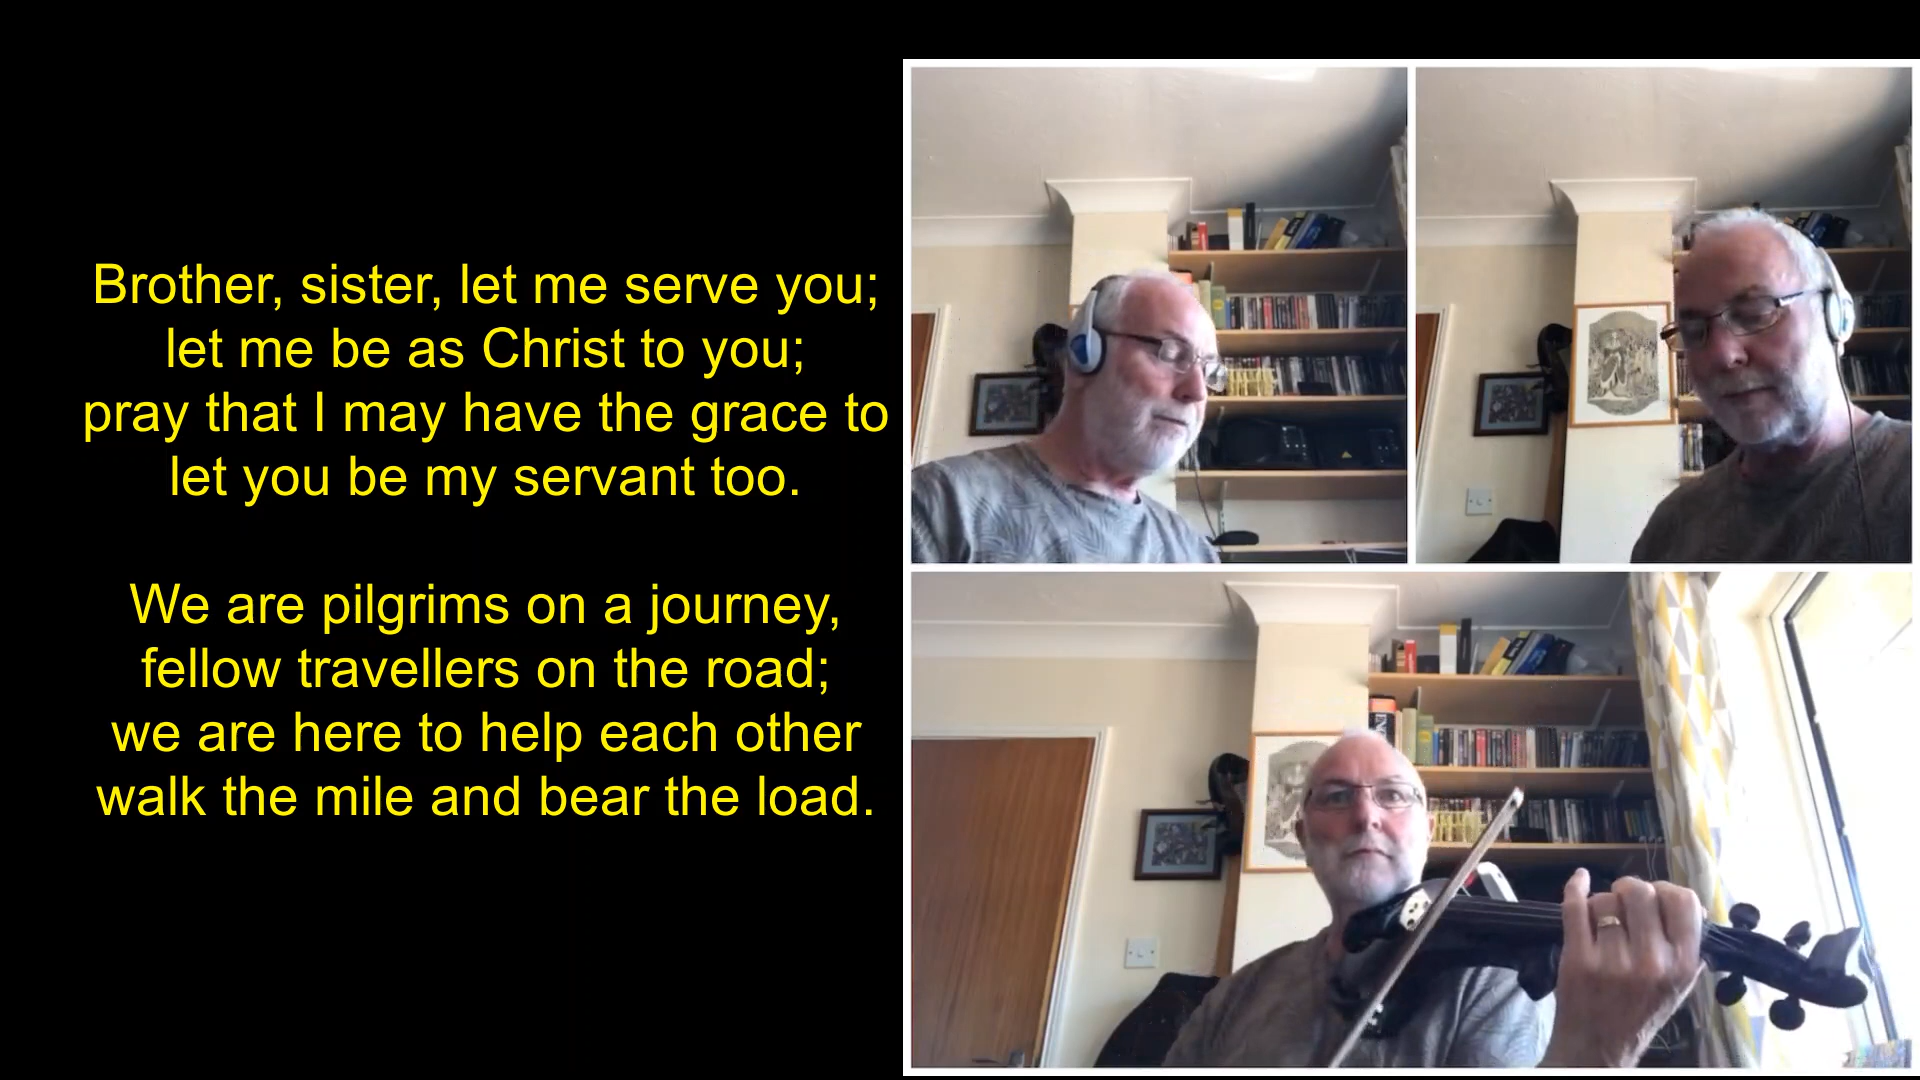 Brother, sister, let me serve you;
let me be as Christ to you;
pray that I may have the grace to
let you be my servant too.
We are pilgrims on a journey,
fellow travellers on the road;
we are here to help each other
walk the mile and bear the load.